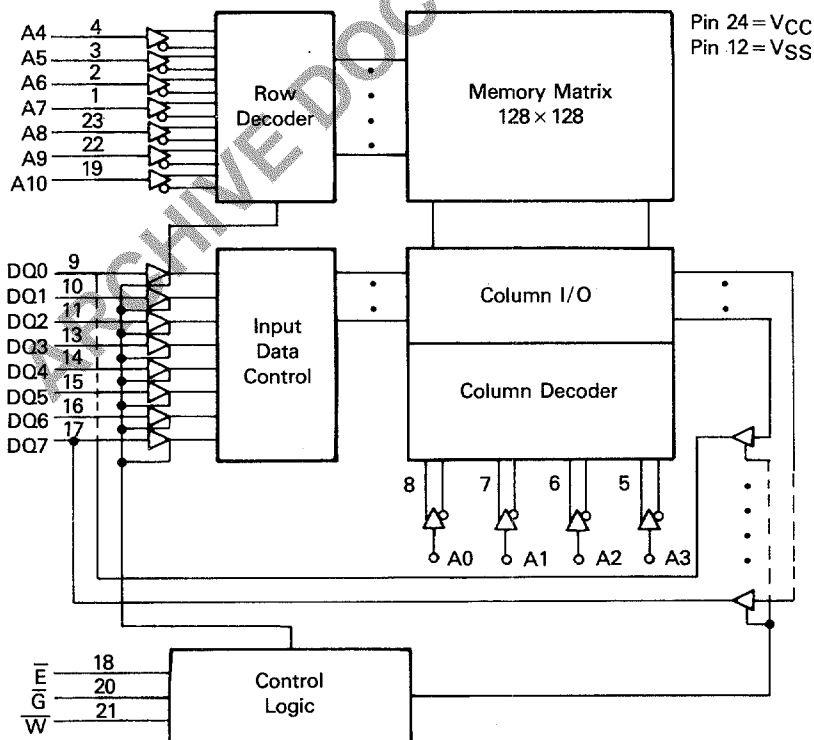 A4 4
A5 3
A6 2
A7 1
A8 23
A9 22
A10 19
Row
Decoder
Memory Matrix
128 × 128
Pin 24 = VCC
Pin 12 = VSS
ARCHIVE DOC
DQ0 9
DQ1 10
DQ2 11
DQ3 13
DQ4 14
DQ5 15
DQ6 16
DQ7 17
Input
Data
Control
Column I/O
Column Decoder
8 7 6 5
A0 A1 A2 A3
E̅ 18
G̅ 20
W̅ 21
Control
Logic